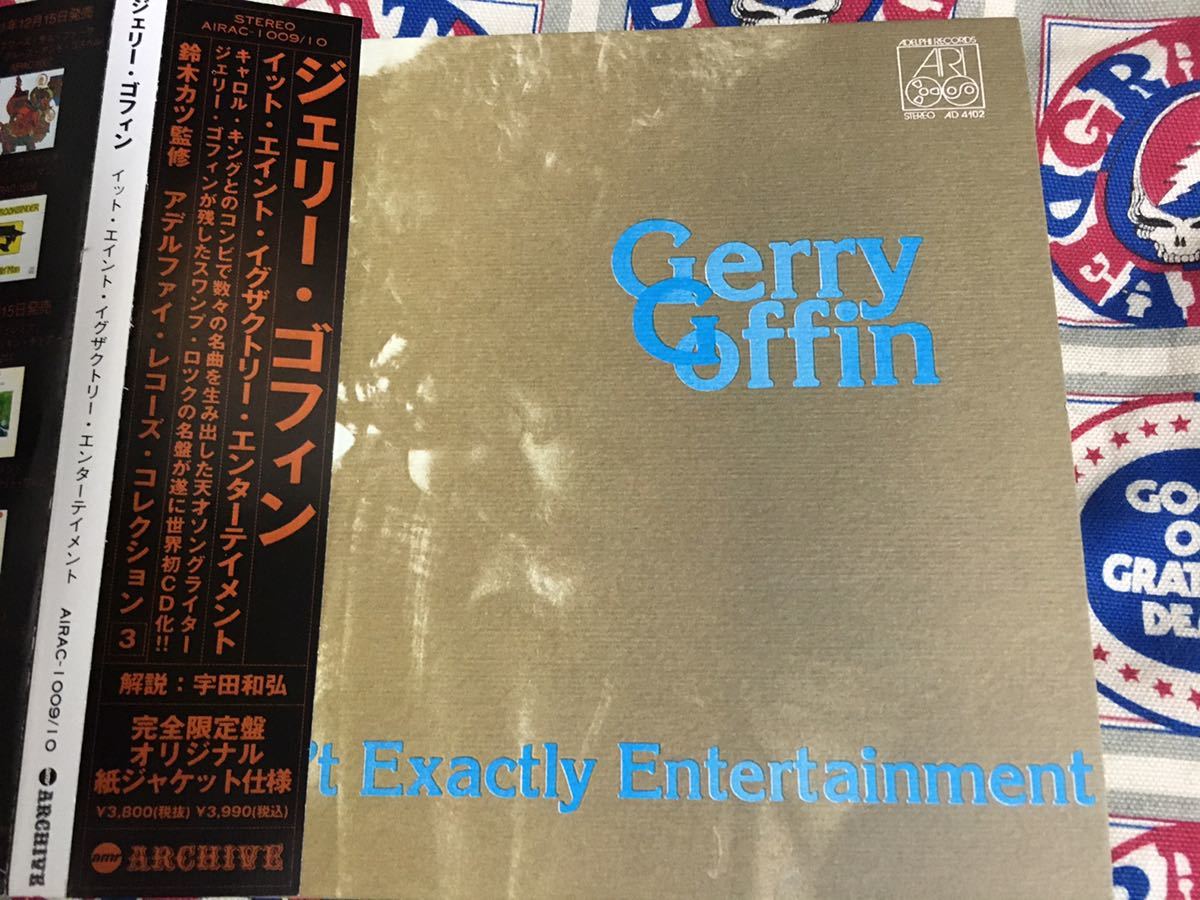 15日発売
ジェリー・ゴフィン
イット・エイント・イグザクトリー・エンターテイメント
AIRAC-1009/10
ARCHIVE
STEREO
AIRAC-1009/10
ジェリー・ゴフィン
イット・エイント・イグザクトリー・エンターテイメント
キャロル・キングとのコンビで数々の名曲を生み出した天才ソングライター
ジェリー・ゴフィンが残したスワンプ・ロックの名盤が遂に世界初CD化!!
鈴木カツ監修 アデルファイ・レコーズ・コレクション 3
解説：宇田和弘
完全限定盤
オリジナル
紙ジャケット仕様
¥3,800(税抜) ¥3,990(税込)
amr ARCHIVE
ADELPHI RECORDS
STEREO AD 4102
Gerry
Goffin
't Exactly Entertainment
GO
O
GRAT
DEA